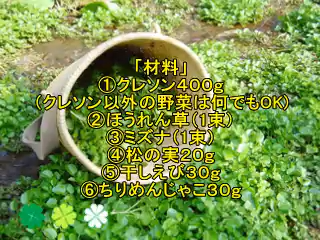 「材料」
①クレソン400g
(クレソン以外の野菜は何でもOK)
②ほうれん草(1束)
③ミズナ(1束)
④松の実20g
⑤干しえび30g
⑥ちりめんじゃこ30g